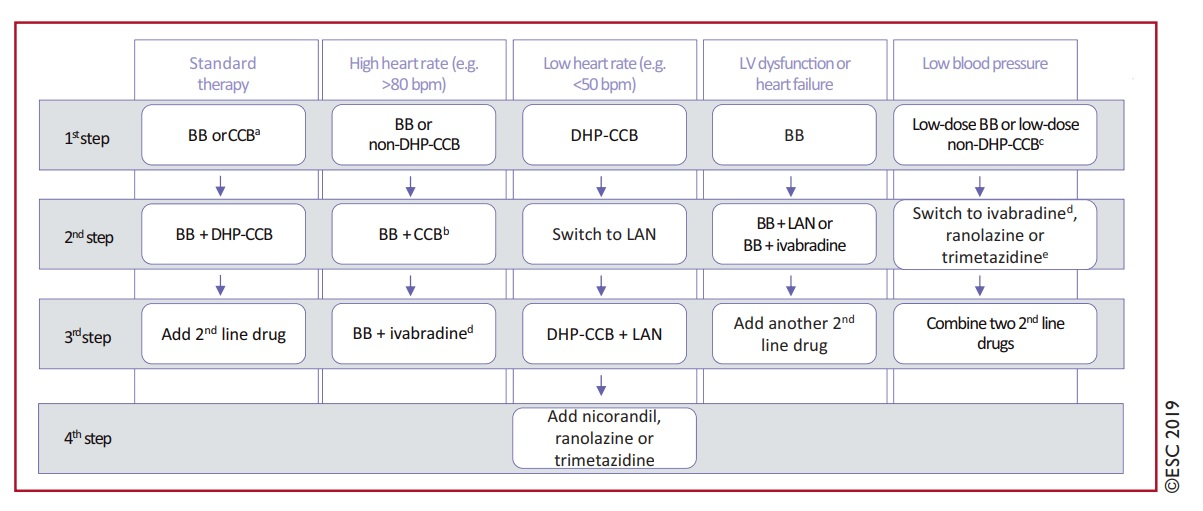 Standard
therapy
High heart rate (e.g.
>80 bpm)
Low heart rate (e.g.
<50 bpm)
LV dysfunction or
heart failure
Low blood pressure
1st step
BB orCCBa
BB or
non-DHP-CCB
DHP-CCB
BB
Low-dose BB or low-dose
non-DHP-CCBc
2nd step
BB + DHP-CCB
BB + CCBb
Switch to LAN
BB + LAN or
BB + ivabradine
Switch to ivabradined,
ranolazine or
trimetazidinee
3rd step
Add 2nd line drug
BB + ivabradined
DHP-CCB + LAN
Add another 2nd
line drug
Combine two 2nd line
drugs
4th step
Add nicorandil,
ranolazine or
trimetazidine
©ESC 2019